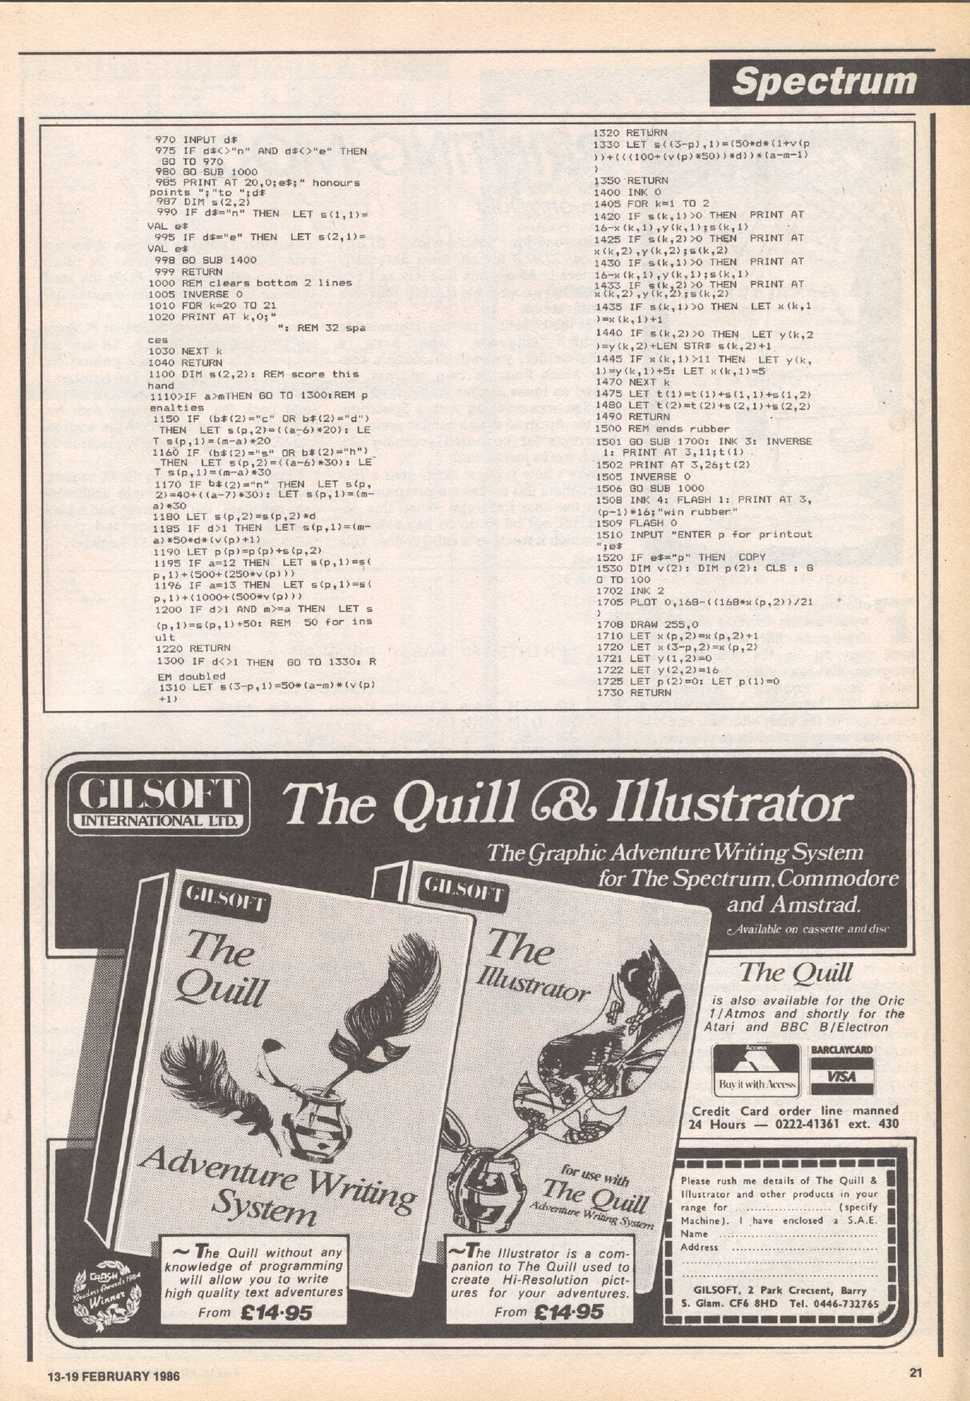 Spectrum
970 INPUT d$
975 IF d$<>"n" AND d$<>"e" THEN
GO TO 970
980 GO SUB 1000
985 PRINT AT 20,0;e$;" honours
points ";"to ";d$
987 DIM s(2,2)
990 IF d$="n" THEN LET s(1,1)=
VAL e$
995 IF d$="e" THEN LET s(2,1)=
VAL e$
998 GO SUB 1400
999 RETURN
1000 REM clears bottom 2 lines
1005 INVERSE 0
1010 FOR k=20 TO 21
1020 PRINT AT k,0;"
": REM 32 spa
ces
1030 NEXT k
1040 RETURN
1100 DIM s(2,2): REM score this
hand
1110>IF a>mTHEN GO TO 1300:REM p
enalties
1150 IF (b$(2)="c" OR b$(2)="d")
THEN LET s(p,2)=((a-6)*20): LE
T s(p,1)=(m-a)*20
1160 IF (b$(2)="s" OR b$(2)="h")
THEN LET s(p,2)=((a-6)*30): LE
T s(p,1)=(m-a)*30
1170 IF b$(2)="n" THEN LET s(p,
2)=40+((a-7)*30): LET s(p,1)=(m-
a)*30
1180 LET s(p,2)=s(p,2)*d
1185 IF d>1 THEN LET s(p,1)=(m-
a)*50*d*(v(p)+1)
1190 LET p(p)=p(p)+s(p,2)
1195 IF a=12 THEN LET s(p,1)=s(
p,1)+(500+(250*v(p)))
1196 IF a=13 THEN LET s(p,1)=s(
p,1)+(1000+(500*v(p)))
1200 IF d>1 AND m>=a THEN LET s
(p,1)=s(p,1)+50: REM 50 for ins
ult
1220 RETURN
1300 IF d<>1 THEN GO TO 1330: R
EM doubled
1310 LET s(3-p,1)=50*(a-m)*(v(p)
+1)
1320 RETURN
1330 LET s((3-p),1)=(50*d*(1+v(p
))+(((100+(v(p)*50))*d))*(a-m-1)
)
1350 RETURN
1400 INK 0
1405 FOR k=1 TO 2
1420 IF s(k,1)>0 THEN PRINT AT
16-x(k,1),y(k,1);s(k,1)
1425 IF s(k,2)>0 THEN PRINT AT
x(k,2),y(k,2);s(k,2)
1430 IF s(k,1)>0 THEN PRINT AT
16-x(k,1),y(k,1);s(k,1)
1433 IF s(k,2)>0 THEN PRINT AT
x(k,2),y(k,2);s(k,2)
1435 IF s(k,1)>0 THEN LET x(k,1
)=x(k,1)+1
1440 IF s(k,2)>0 THEN LET y(k,2
)=y(k,2)+LEN STR$ s(k,2)+1
1445 IF x(k,1)>11 THEN LET y(k,
1)=y(k,1)+5: LET x(k,1)=5
1470 NEXT k
1475 LET t(1)=t(1)+s(1,1)+s(1,2)
1480 LET t(2)=t(2)+s(2,1)+s(2,2)
1490 RETURN
1500 REM ends rubber
1501 GO SUB 1700: INK 3: INVERSE
1: PRINT AT 3,11;t(1)
1502 PRINT AT 3,26;t(2)
1505 INVERSE 0
1506 GO SUB 1000
1508 INK 4: FLASH 1: PRINT AT 3,
(p-1)*16;"win rubber"
1509 FLASH 0
1510 INPUT "ENTER p for printout
";e$
1520 IF e$="p" THEN COPY
1530 DIM v(2): DIM p(2): CLS : G
O TO 100
1702 INK 2
1705 PLOT 0,168-((168*x(p,2))/21
)
1708 DRAW 255,0
1710 LET x(p,2)=x(p,2)+1
1720 LET x(3-p,2)=x(p,2)
1721 LET y(1,2)=0
1722 LET y(2,2)=16
1725 LET p(2)=0: LET p(1)=0
1730 RETURN
GILSOFT
INTERNATIONAL LTD.
The Quill & Illustrator
The Graphic Adventure Writing System
for The Spectrum, Commodore
and Amstrad.
Available on cassette and disc
GILSOFT
The
Quill
Adventure Writing
System
GILSOFT
The
Illustrator
for use with
The Quill
Adventure Writing System
The Quill
is also available for the Oric
1/Atmos and shortly for the
Atari and BBC B/Electron
Access
Buy it with Access
BARCLAYCARD
VISA
Credit Card order line manned
24 Hours — 0222-41361 ext. 430
~ The Quill without any
knowledge of programming
will allow you to write
high quality text adventures
From £14·95
~The Illustrator is a com-
panion to The Quill used to
create Hi-Resolution pict-
ures for your adventures.
From £14·95
Please rush me details of The Quill &
Illustrator and other products in your
range for ...................... (specify
Machine). I have enclosed a S.A.E.
Name ........................................
Address ....................................
GILSOFT, 2 Park Crecsent, Barry
S. Glam. CF6 8HD Tel. 0446-732765
CRASH
Readers Awards 1984
Winner
13-19 FEBRUARY 1986
21